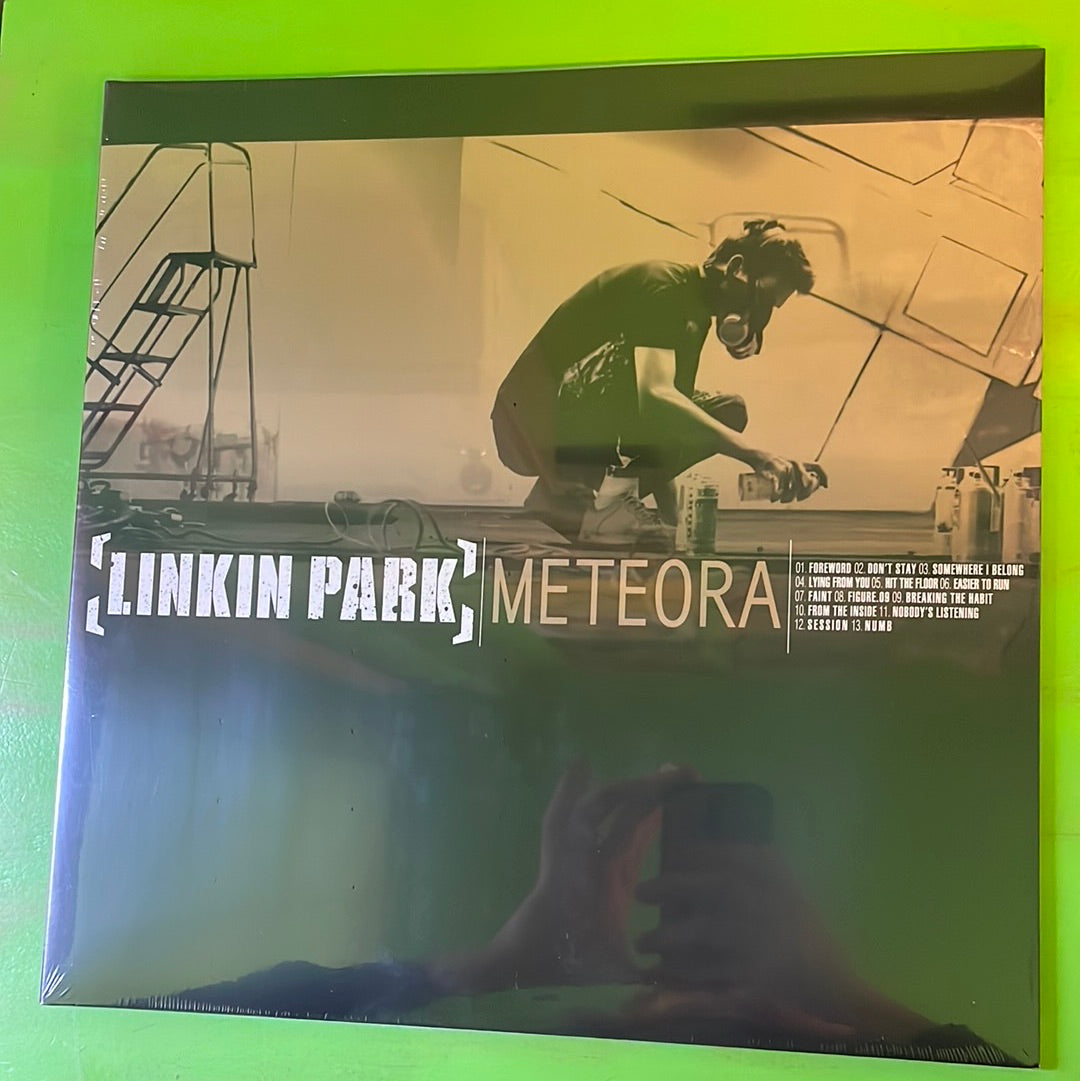 [LINKIN PARK]
METEORA
01. FOREWORD 02. DON'T STAY 03. SOMEWHERE I BELONG
04. LYING FROM YOU 05. HIT THE FLOOR 06. EASIER TO RUN
07. FAINT 08. FIGURE.09 09. BREAKING THE HABIT
10. FROM THE INSIDE 11. NOBODY'S LISTENING
12. SESSION 13. NUMB